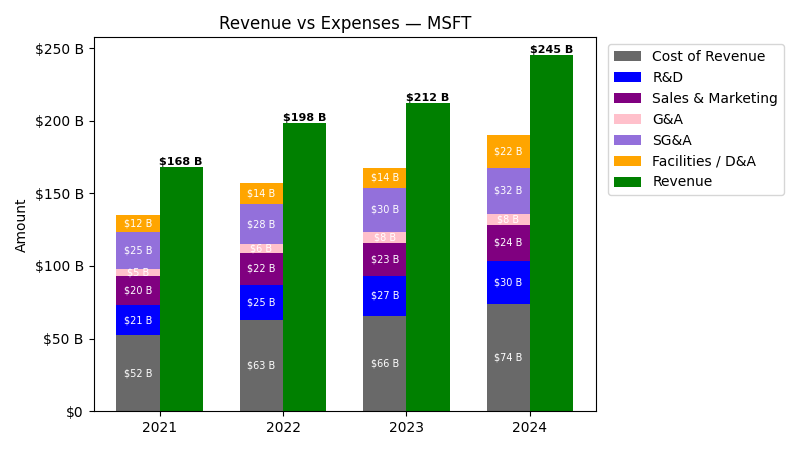 Revenue vs Expenses — MSFT
$250 B
$200 B
$150 B
$100 B
$50 B
$0
Amount
$168 B
$12 B
$25 B
$5 B
$20 B
$21 B
$52 B
$198 B
$14 B
$28 B
$6 B
$22 B
$25 B
$63 B
$212 B
$14 B
$30 B
$8 B
$23 B
$27 B
$66 B
$245 B
$22 B
$32 B
$8 B
$24 B
$30 B
$74 B
2021
2022
2023
2024
Cost of Revenue
R&D
Sales & Marketing
G&A
SG&A
Facilities / D&A
Revenue